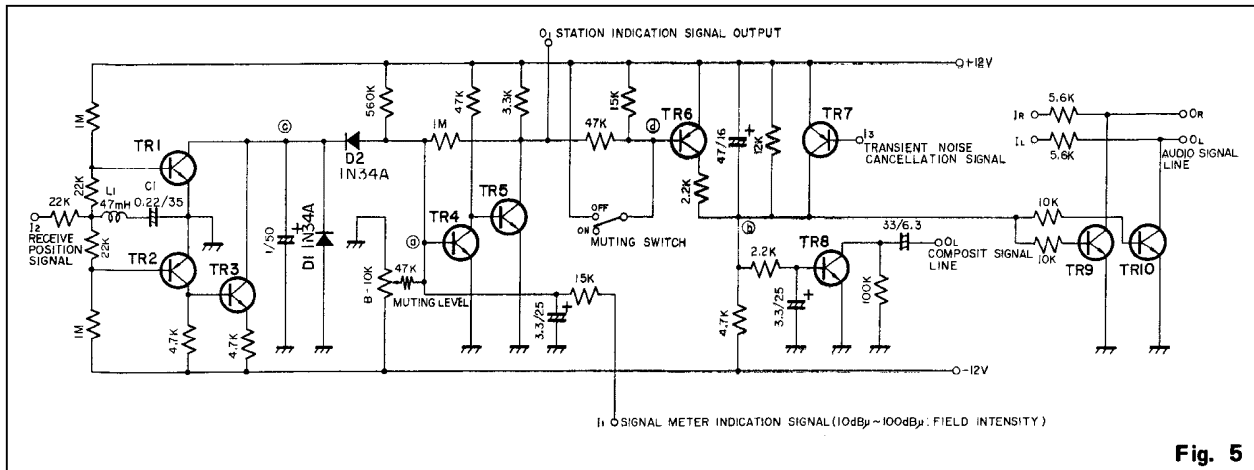 O₁ STATION INDICATION SIGNAL OUTPUT
+12V
1M
560K
47K
3.3K
15K
TR6
TR7
47/16
12K
I₃
TRANSIENT NOISE
CANCELLATION SIGNAL
IR
5.6K
OR
IL
5.6K
OL
AUDIO SIGNAL
LINE
TR1
ⓒ
D2
1N34A
1M
47K
ⓓ
2.2K
22K
L1
47mH
C1
0.22/35
22K
I₂
RECEIVE
POSITION
SIGNAL
22K
TR2
TR3
1/50
D1 1N34A
ⓐ
TR4
TR5
OFF
ON
MUTING SWITCH
ⓑ
10K
10K
TR9
TR10
B-10K
47K
MUTING LEVEL
15K
3.3/25
2.2K
TR8
33/6.3
OL
COMPOSIT SIGNAL
LINE
3.3/25
100K
4.7K
1M
4.7K
4.7K
-12V
I₁ SIGNAL METER INDICATION SIGNAL (10dBμ~100dBμ: FIELD INTENSITY)
Fig. 5